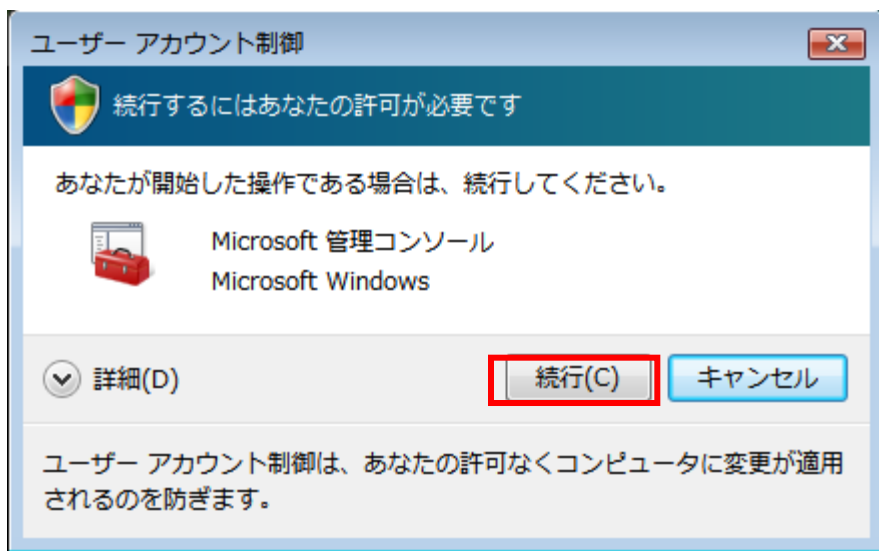 ユーザー アカウント制御
続行するにはあなたの許可が必要です
あなたが開始した操作である場合は、続行してください。
Microsoft 管理コンソール
Microsoft Windows
詳細(D)
続行(C)
キャンセル
ユーザー アカウント制御は、あなたの許可なくコンピュータに変更が適用
されるのを防ぎます。